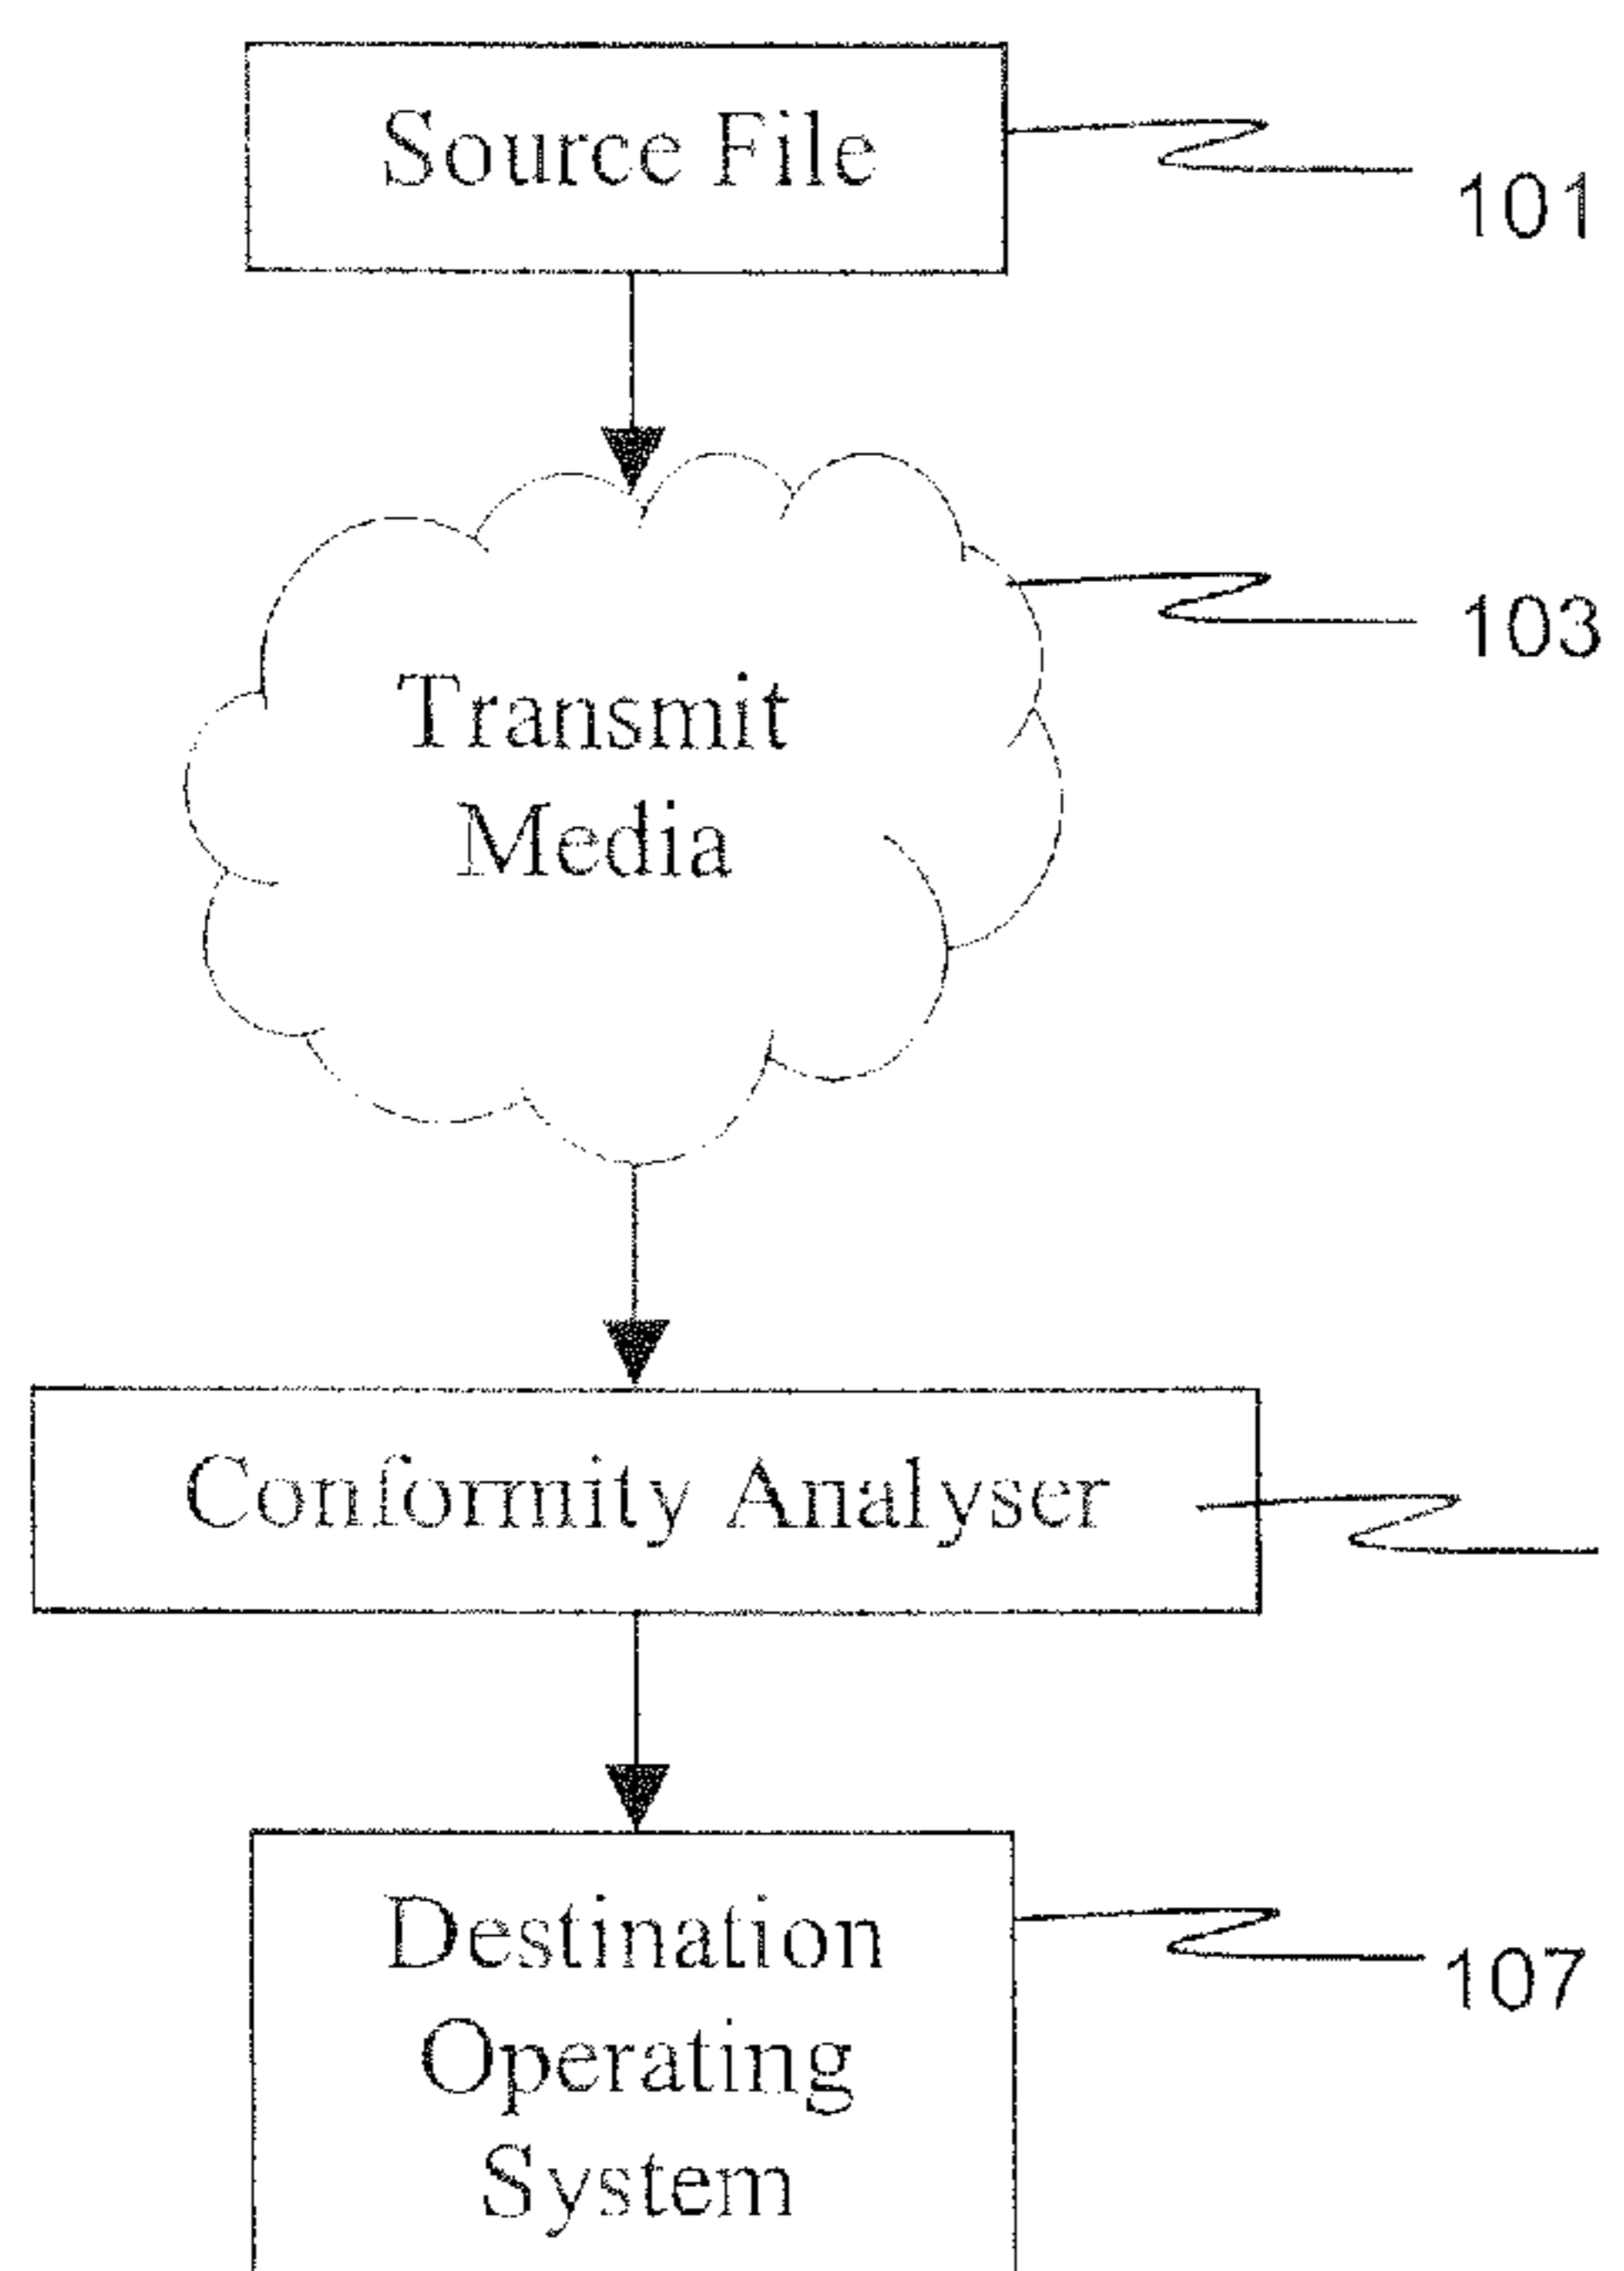 Source File
101
103
Transmit
Media
Conformity Analyser
Destination
107
Operating
System